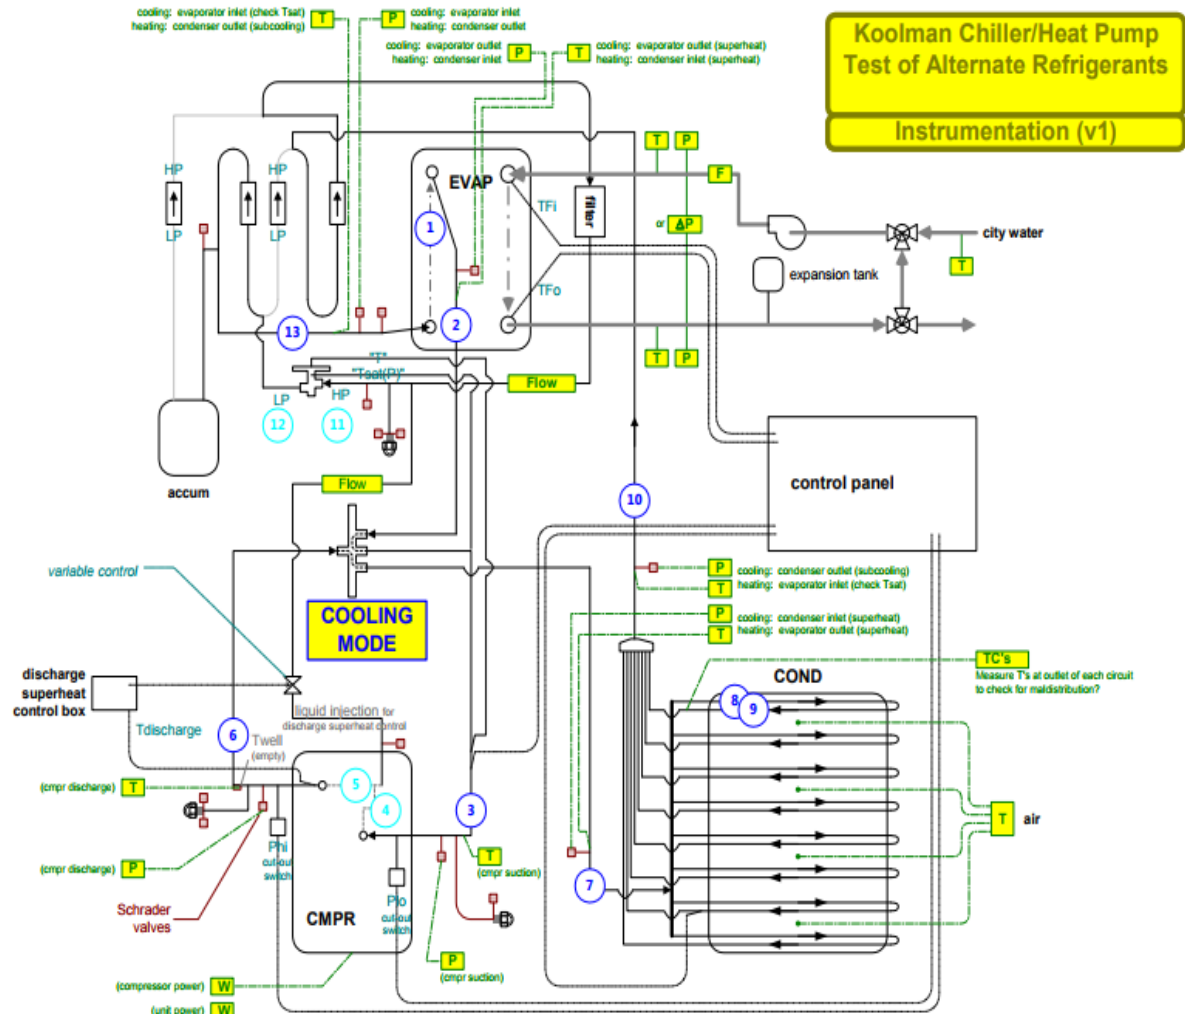 cooling: evaporator inlet (check Tsat)
heating: condenser outlet (subcooling)
T
P
cooling: evaporator inlet
heating: condenser outlet
cooling: evaporator outlet
heating: condenser inlet
P
T
cooling: evaporator outlet (superheat)
heating: condenser inlet (superheat)
Koolman Chiller/Heat Pump
Test of Alternate Refrigerants
Instrumentation (v1)
HP
HP
LP
LP
EVAP
1
2
TFi
TFo
filter
T
P
F
or ΔP
city water
T
expansion tank
T
P
13
"T"
"Tsat(P)"
LP
HP
12
11
Flow
accum
Flow
10
control panel
variable control
COOLING
MODE
P
cooling: condenser outlet (subcooling)
T
heating: evaporator inlet (check Tsat)
P
cooling: condenser inlet (superheat)
T
heating: evaporator outlet (superheat)
TC's
Measure T's at outlet of each circuit
to check for maldistribution?
COND
8
9
discharge
superheat
control box
Tdischarge
6
Twell
(empty)
liquid injection for
discharge superheat control
5
4
3
(cmpr discharge)
T
(cmpr discharge)
P
Phi
cut-out
switch
Plo
cut-out
switch
T
(cmpr suction)
7
T
air
Schrader
valves
CMPR
P
(cmpr suction)
(compressor power)
W
(unit power)
W